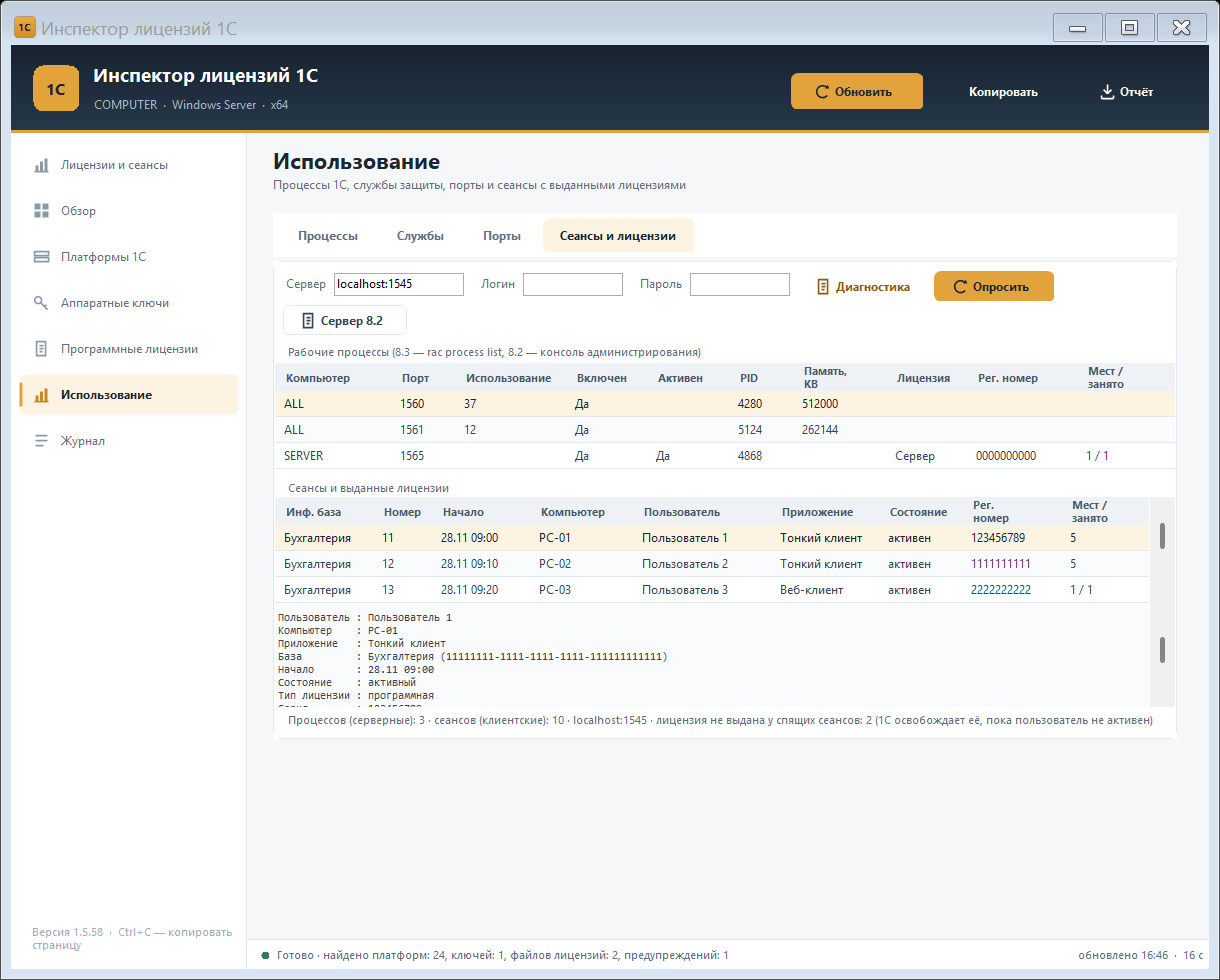 1C Инспектор лицензий 1С
1С Инспектор лицензий 1С
COMPUTER · Windows Server · x64
Обновить Копировать Отчёт
Лицензии и сеансы
Обзор
Платформы 1С
Аппаратные ключи
Программные лицензии
Использование
Журнал
Версия 1.5.58 · Ctrl+C — копировать
страницу
Использование
Процессы 1С, службы защиты, порты и сеансы с выданными лицензиями
Процессы Службы Порты Сеансы и лицензии
Сервер localhost:1545 Логин Пароль Диагностика Опросить
Сервер 8.2
Рабочие процессы (8.3 — rac process list, 8.2 — консоль администрирования)
Компьютер Порт Использование Включен Активен PID Память, КВ Лицензия Рег. номер Мест / занято
ALL 1560 37 Да 4280 512000
ALL 1561 12 Да 5124 262144
SERVER 1565 Да Да 4868 Сервер 0000000000 1 / 1
Сеансы и выданные лицензии
Инф. база Номер Начало Компьютер Пользователь Приложение Состояние Рег. номер Мест / занято
Бухгалтерия 11 28.11 09:00 PC-01 Пользователь 1 Тонкий клиент активен 123456789 5
Бухгалтерия 12 28.11 09:10 PC-02 Пользователь 2 Тонкий клиент активен 1111111111 5
Бухгалтерия 13 28.11 09:20 PC-03 Пользователь 3 Веб-клиент активен 2222222222 1 / 1
Пользователь : Пользователь 1
Компьютер : PC-01
Приложение : Тонкий клиент
База : Бухгалтерия (11111111-1111-1111-1111-111111111111)
Начало : 28.11 09:00
Состояние : активный
Тип лицензии : программная
Процессов (серверные): 3 · сеансов (клиентские): 10 · localhost:1545 · лицензия не выдана у спящих сеансов: 2 (1С освобождает её, пока пользователь не активен)
Готово · найдено платформ: 24, ключей: 1, файлов лицензий: 2, предупреждений: 1
обновлено 16:46 · 16 с